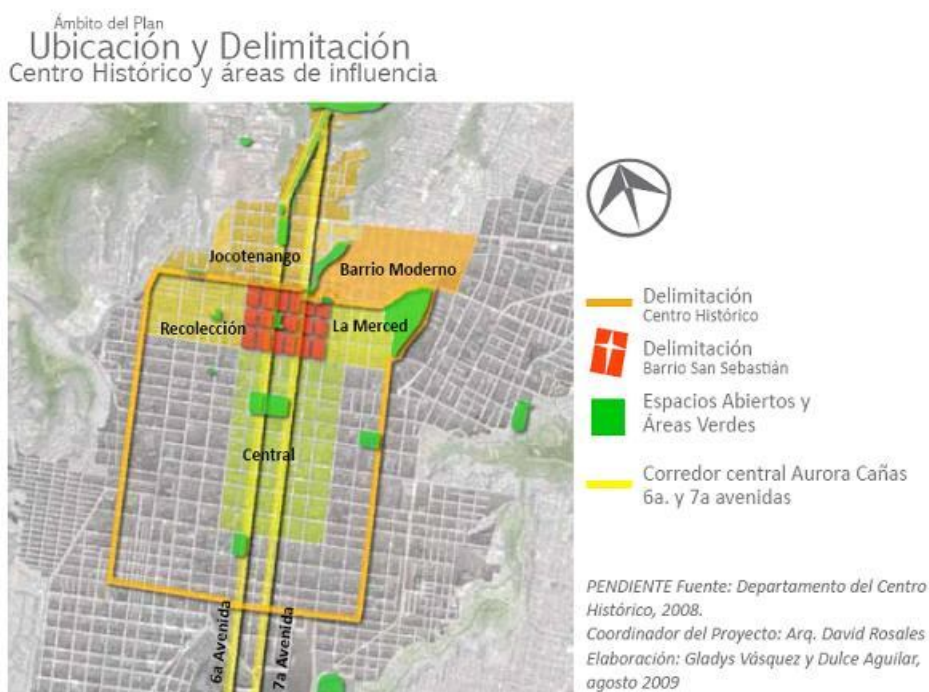 Ámbito del Plan
Ubicación y Delimitación
Centro Histórico y áreas de influencia
Jocotenango
Barrio Moderno
Recolección
La Merced
Central
6a Avenida
7a Avenida
Delimitación
Centro Histórico
Delimitación
Barrio San Sebastián
Espacios Abiertos y
Áreas Verdes
Corredor central Aurora Cañas
6a. y 7a avenidas
PENDIENTE Fuente: Departamento del Centro
Histórico, 2008.
Coordinador del Proyecto: Arq. David Rosales
Elaboración: Gladys Vásquez y Dulce Aguilar,
agosto 2009